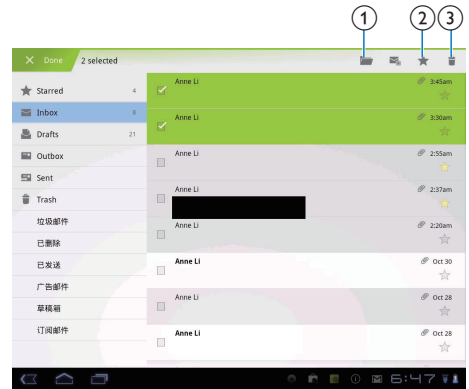 1 2 3
Done 2 selected
Starred 4
Inbox 8
Drafts 21
Outbox
Sent
Trash
垃圾邮件
已删除
已发送
广告邮件
草稿箱
订阅邮件
Anne Li 3:45am
Anne Li 3:30am
Anne Li 2:55am
Anne Li 2:37am
Anne Li 2:20am
Anne Li Oct 30
Anne Li Oct 28
Anne Li Oct 28
6:47